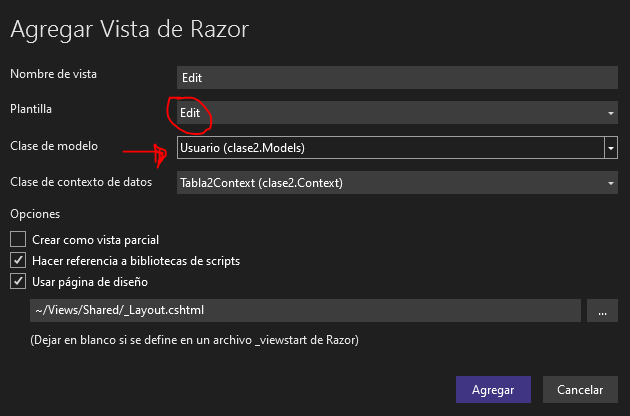 Agregar Vista de Razor
Nombre de vista Edit
Plantilla Edit
Clase de modelo Usuario (clase2.Models)
Clase de contexto de datos Tabla2Context (clase2.Context)
Opciones
Crear como vista parcial
Hacer referencia a bibliotecas de scripts
Usar página de diseño
~/Views/Shared/_Layout.cshtml ...
(Dejar en blanco si se define en un archivo _viewstart de Razor)
Agregar Cancelar